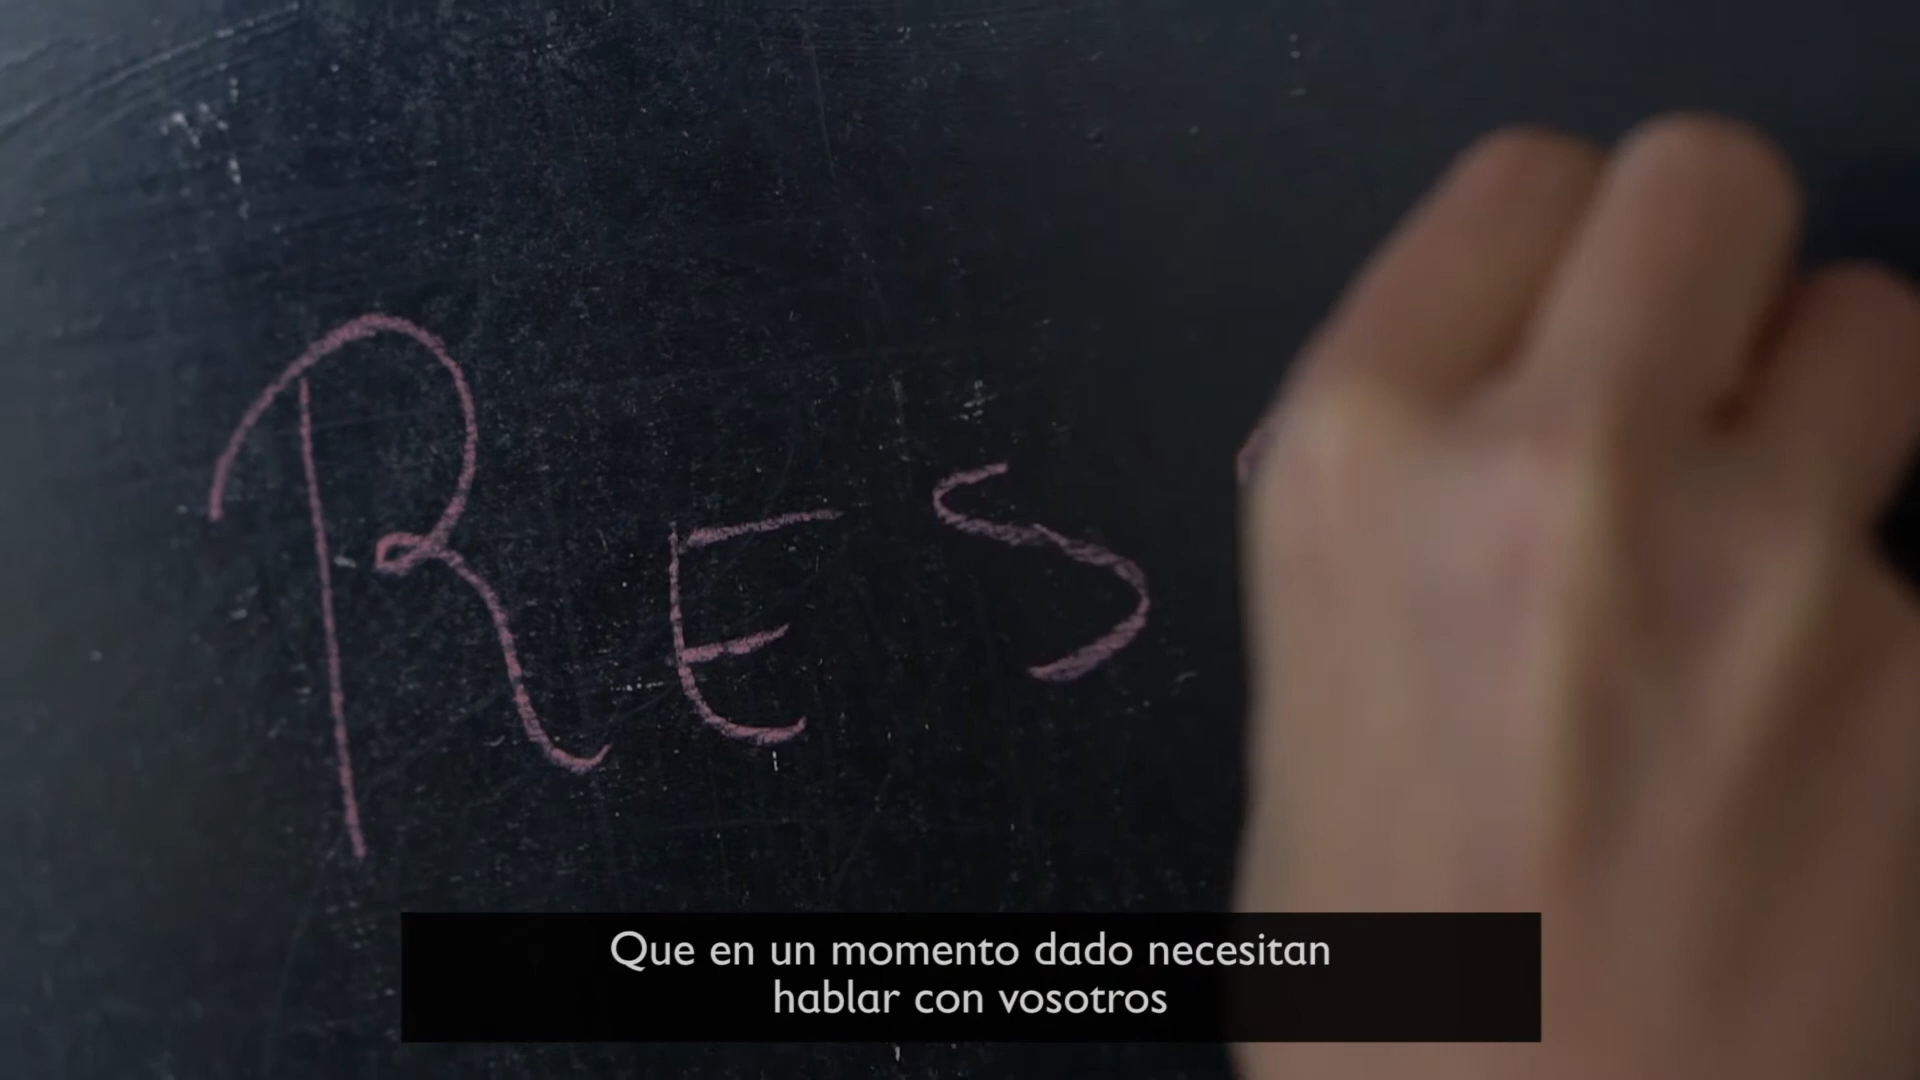 RES
Que en un momento dado necesitan
hablar con vosotros